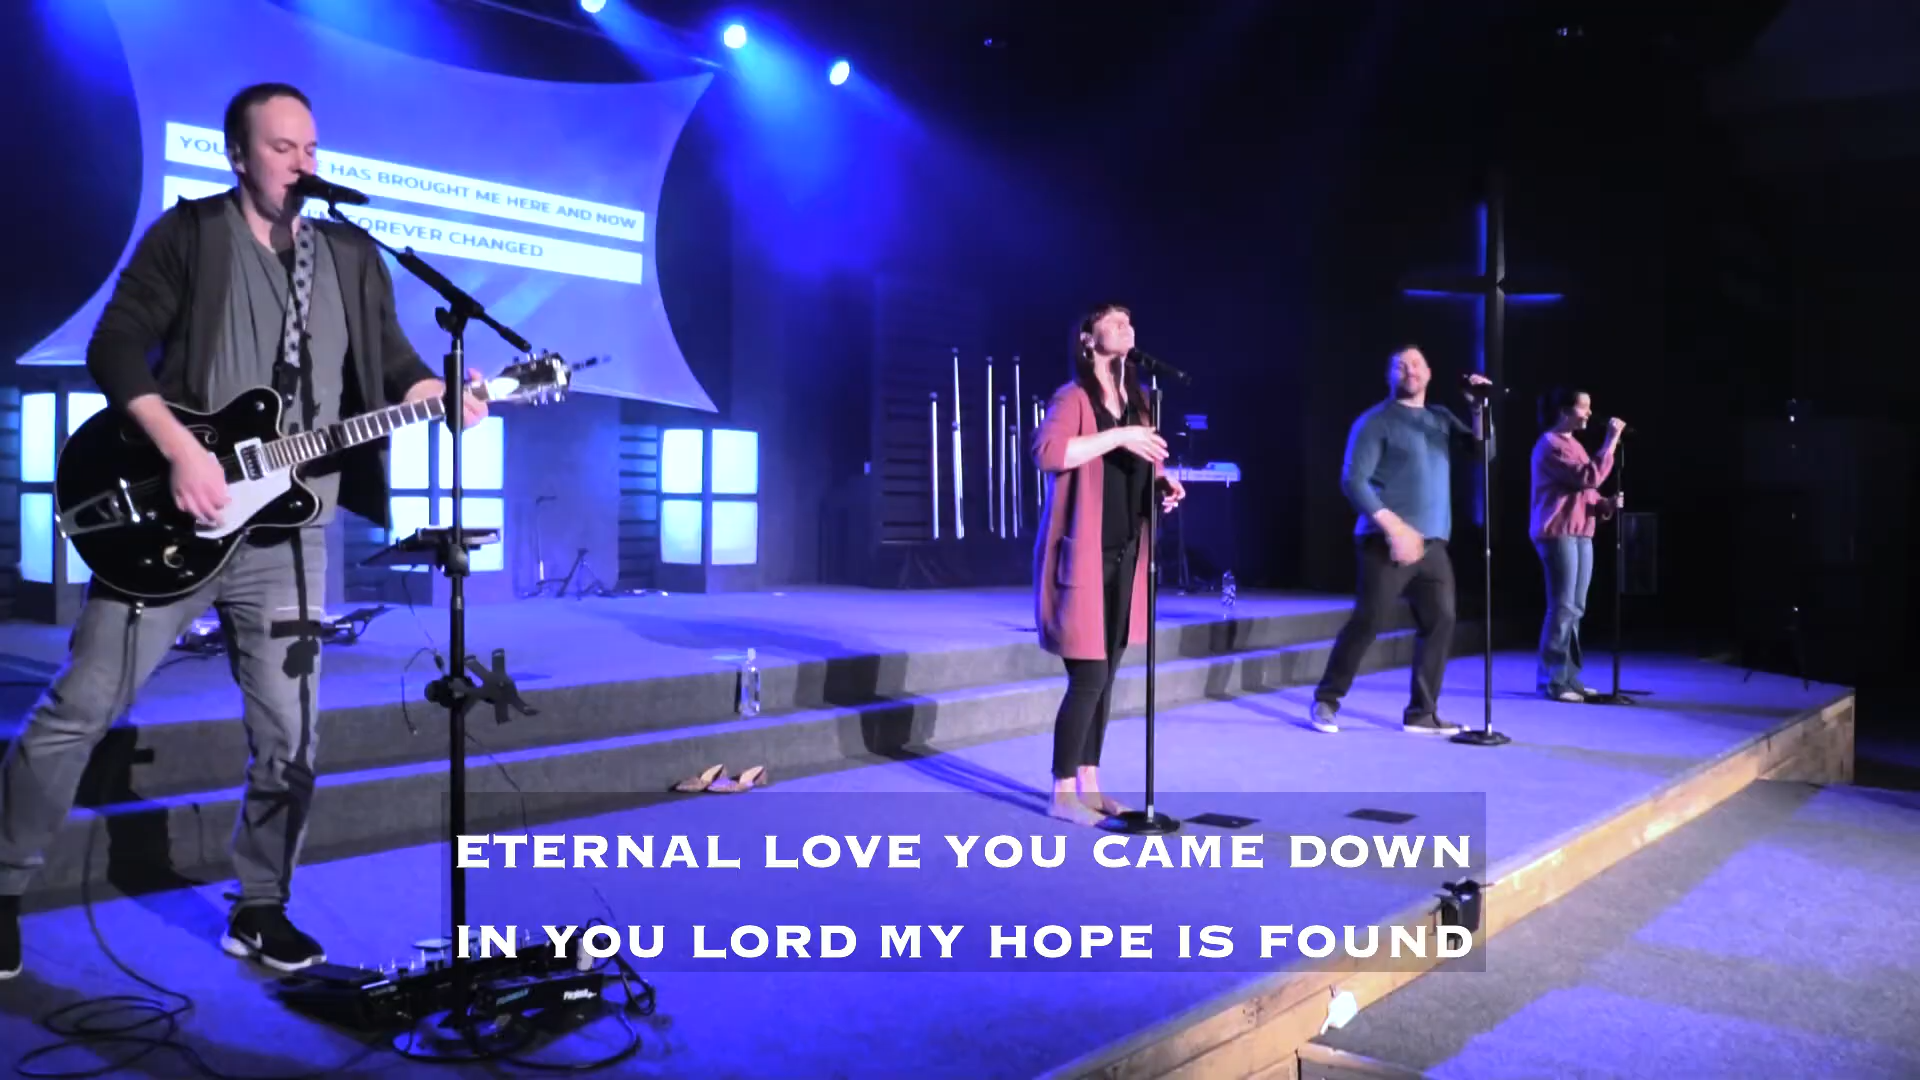 YOU HAS BROUGHT ME HERE AND NOW
I'M FOREVER CHANGED
ETERNAL LOVE YOU CAME DOWN
IN YOU LORD MY HOPE IS FOUND